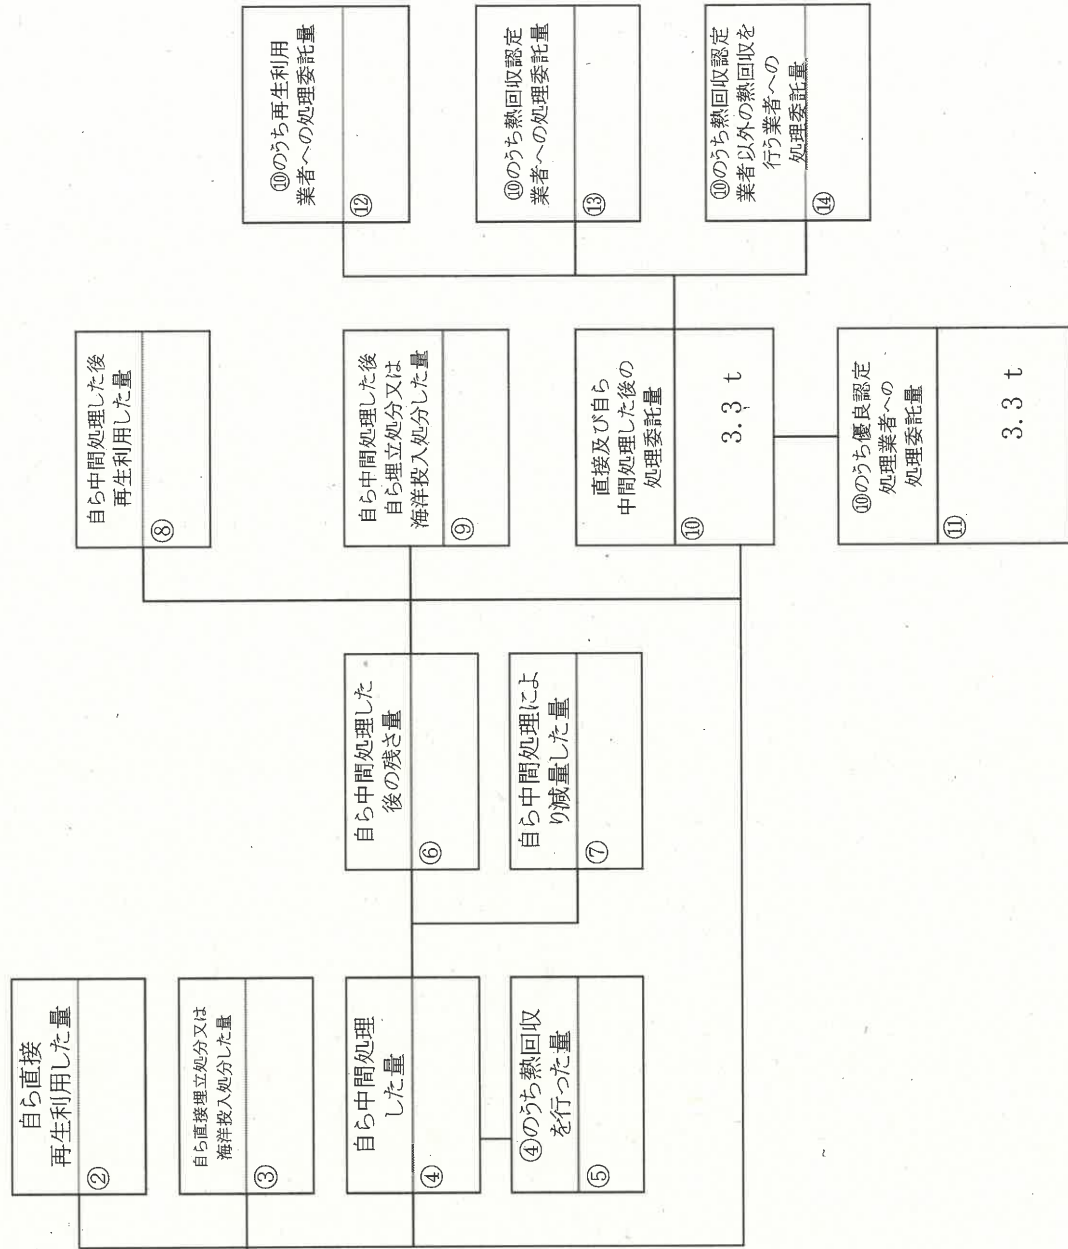 自ら直接
再生利用した量
②
自ら直接埋立処分又は
海洋投入処分した量
③
自ら中間処理
した量
④
④のうち熱回収
を行った量
⑤
自ら中間処理した
後の残さ量
⑥
自ら中間処理によ
り減量した量
⑦
自ら中間処理した後
再生利用した量
⑧
自ら中間処理した後
自ら埋立処分又は
海洋投入処分した量
⑨
直接及び自ら
中間処理した後の
処理委託量
⑩
3.3 t
⑩のうち優良認定
処理業者への
処理委託量
⑪
3.3 t
⑩のうち再生利用
業者への処理委託量
⑫
⑩のうち熱回収認定
業者への処理委託量
⑬
⑩のうち熱回収認定
業者以外の熱回収を
行う業者への
処理委託量
⑭